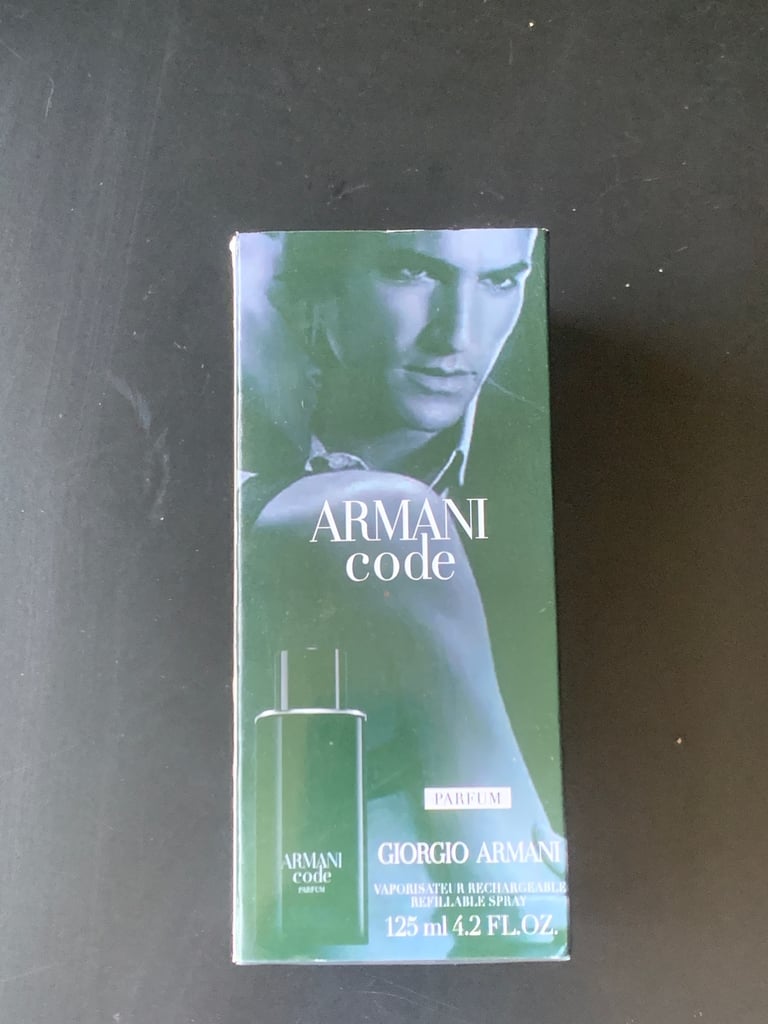 ARMANI
code
PARFUM
ARMANI
code
PARFUM
GIORGIO ARMANI
VAPORISATEUR RECHARGEABLE
REFILLABLE SPRAY
125 ml 4.2 FL.OZ.